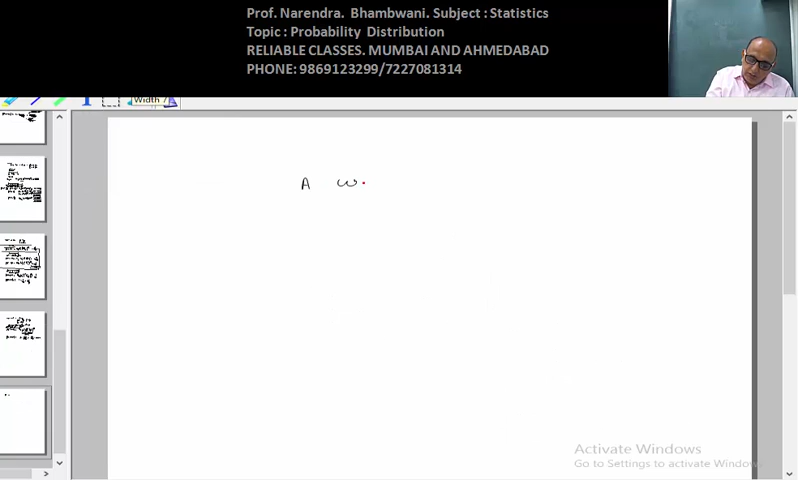 Prof. Narendra. Bhambwani. Subject : Statistics
Topic : Probability Distribution
RELIABLE CLASSES. MUMBAI AND AHMEDABAD
PHONE: 9869123299/7227081314
Width 7
A ω
Activate Windows
Go to Settings to activate Windows.